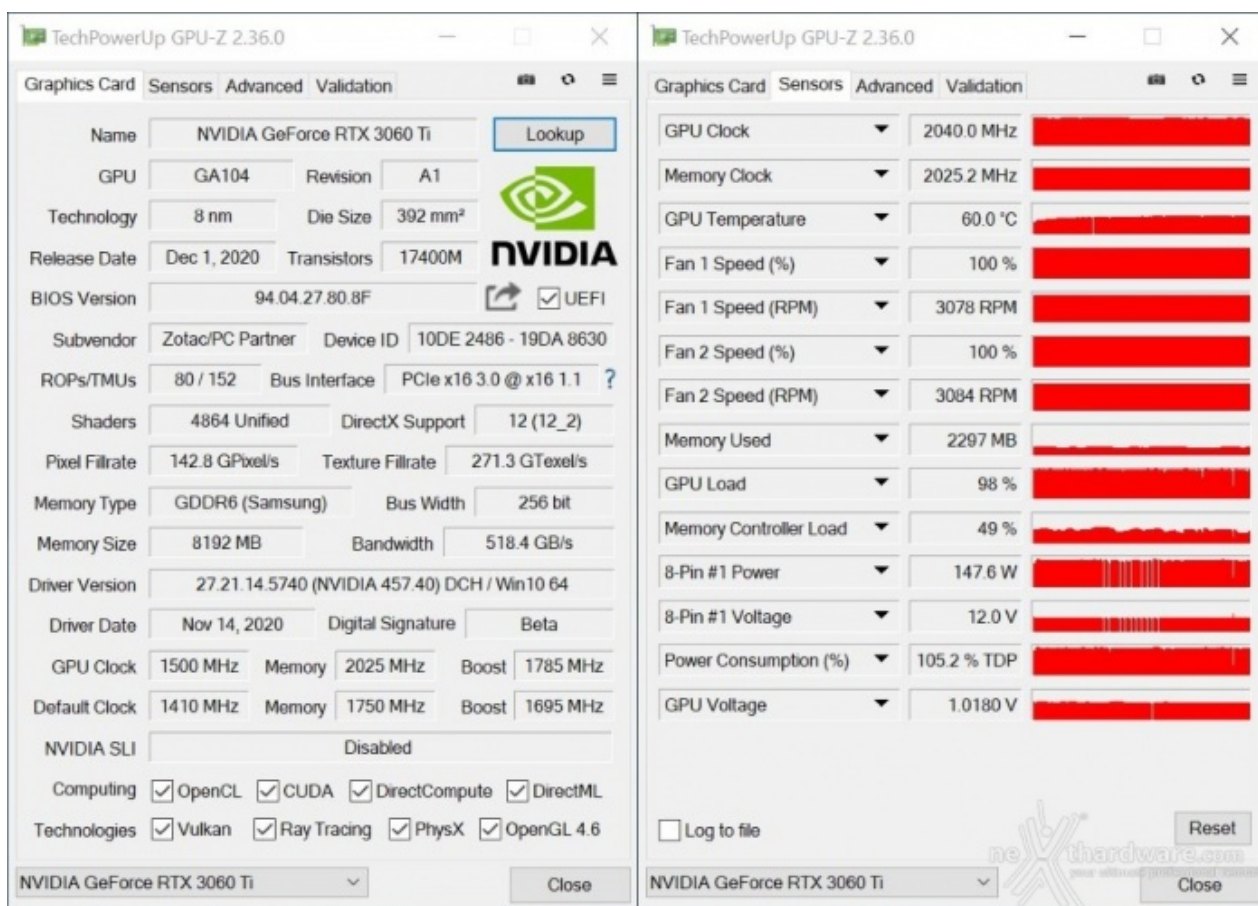 TechPowerUp GPU-Z 2.36.0
Graphics Card Sensors Advanced Validation
Name NVIDIA GeForce RTX 3060 Ti Lookup
GPU GA104 Revision A1
Technology 8 nm Die Size 392 mm²
NVIDIA
Release Date Dec 1, 2020 Transistors 17400M
BIOS Version 94.04.27.80.8F UEFI
Subvendor Zotac/PC Partner Device ID 10DE 2486 - 19DA 8630
ROPs/TMUs 80 / 152 Bus Interface PCIe x16 3.0 @ x16 1.1 ?
Shaders 4864 Unified DirectX Support 12 (12_2)
Pixel Fillrate 142.8 GPixel/s Texture Fillrate 271.3 GTexel/s
Memory Type GDDR6 (Samsung) Bus Width 256 bit
Memory Size 8192 MB Bandwidth 518.4 GB/s
Driver Version 27.21.14.5740 (NVIDIA 457.40) DCH / Win10 64
Driver Date Nov 14, 2020 Digital Signature Beta
GPU Clock 1500 MHz Memory 2025 MHz Boost 1785 MHz
Default Clock 1410 MHz Memory 1750 MHz Boost 1695 MHz
NVIDIA SLI Disabled
Computing OpenCL CUDA DirectCompute DirectML
Technologies Vulkan Ray Tracing PhysX OpenGL 4.6
NVIDIA GeForce RTX 3060 Ti Close
TechPowerUp GPU-Z 2.36.0
Graphics Card Sensors Advanced Validation
GPU Clock 2040.0 MHz
Memory Clock 2025.2 MHz
GPU Temperature 60.0 °C
Fan 1 Speed (%) 100 %
Fan 1 Speed (RPM) 3078 RPM
Fan 2 Speed (%) 100 %
Fan 2 Speed (RPM) 3084 RPM
Memory Used 2297 MB
GPU Load 98 %
Memory Controller Load 49 %
8-Pin #1 Power 147.6 W
8-Pin #1 Voltage 12.0 V
Power Consumption (%) 105.2 % TDP
GPU Voltage 1.0180 V
Log to file Reset
nexthardware.com
your ultimate professional resource
NVIDIA GeForce RTX 3060 Ti Close